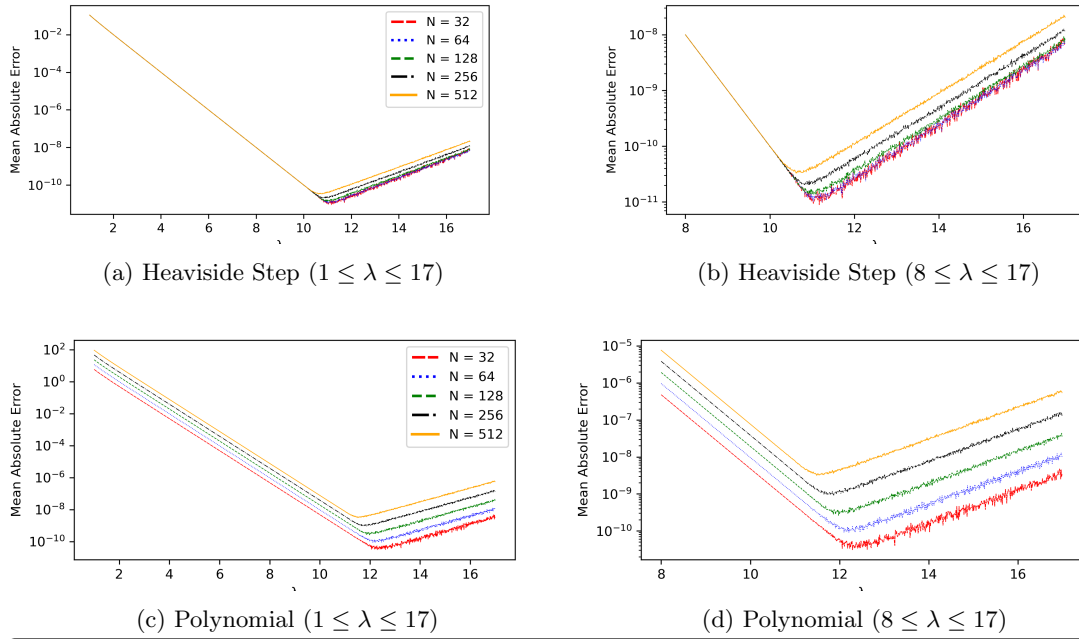 Mean Absolute Error
10^-2
10^-4
10^-6
10^-8
10^-10
2 4 6 8 10 12 14 16
N = 32
N = 64
N = 128
N = 256
N = 512
(a) Heaviside Step (1 ≤ λ ≤ 17)
Mean Absolute Error
10^-8
10^-9
10^-10
10^-11
8 10 12 14 16
(b) Heaviside Step (8 ≤ λ ≤ 17)
Mean Absolute Error
10^2
10^0
10^-2
10^-4
10^-6
10^-8
10^-10
2 4 6 8 10 12 14 16
N = 32
N = 64
N = 128
N = 256
N = 512
(c) Polynomial (1 ≤ λ ≤ 17)
Mean Absolute Error
10^-5
10^-6
10^-7
10^-8
10^-9
10^-10
8 10 12 14 16
(d) Polynomial (8 ≤ λ ≤ 17)